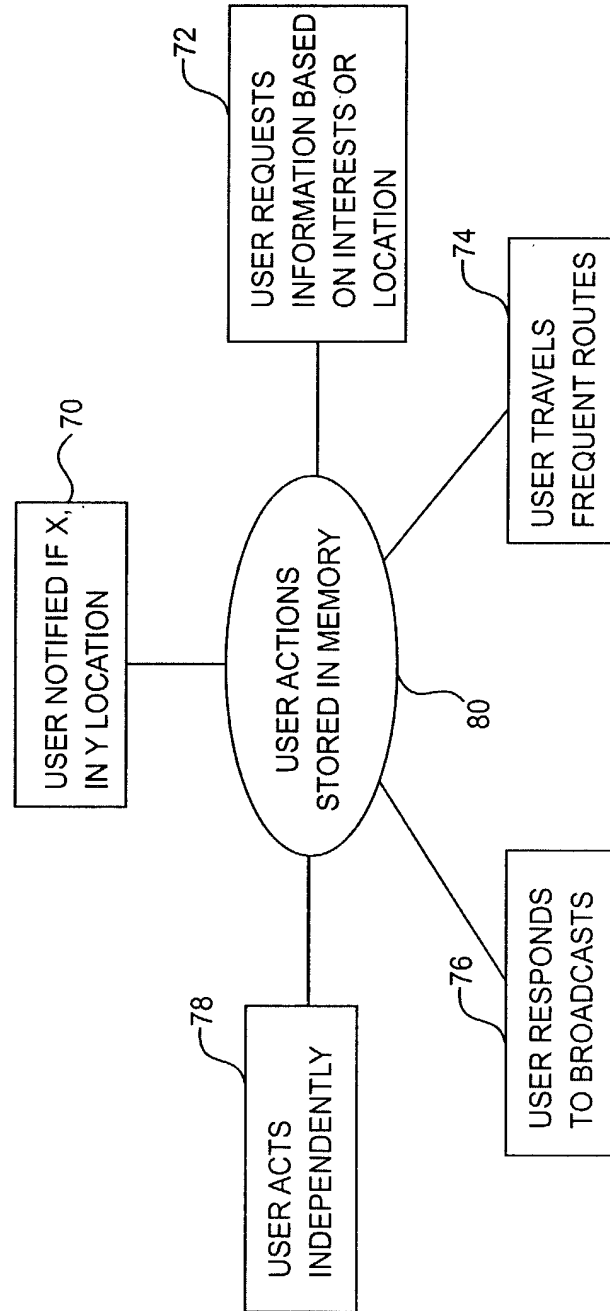 70
USER NOTIFIED IF X,
IN Y LOCATION
72
USER REQUESTS
INFORMATION BASED
ON INTERESTS OR
LOCATION
78
USER ACTS
INDEPENDENTLY
USER ACTIONS
STORED IN MEMORY
80
74
USER TRAVELS
FREQUENT ROUTES
76
USER RESPONDS
TO BROADCASTS